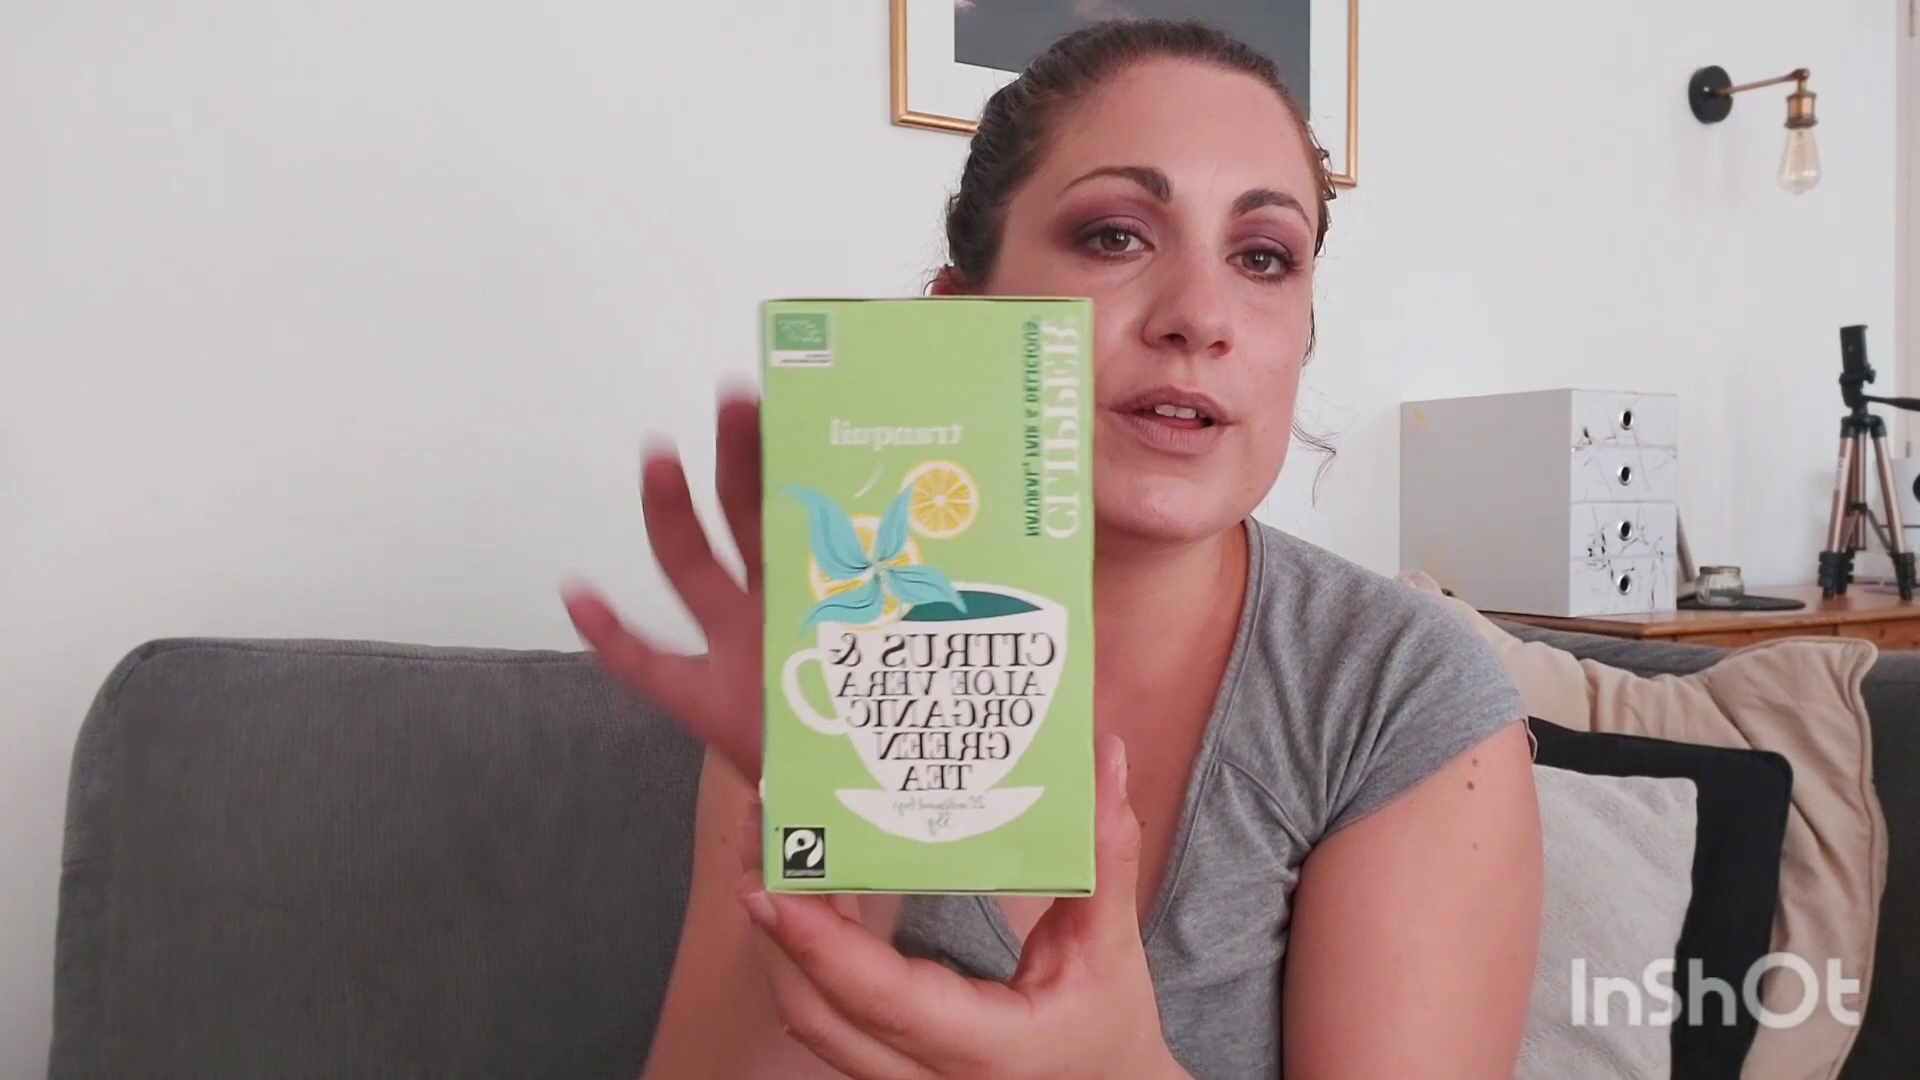 CLIPPER
NATURAL, FAIR & DELICIOUS
tranquil
CITRUS &
ALOE VERA
ORGANIC
GREEN
TEA
InShOt